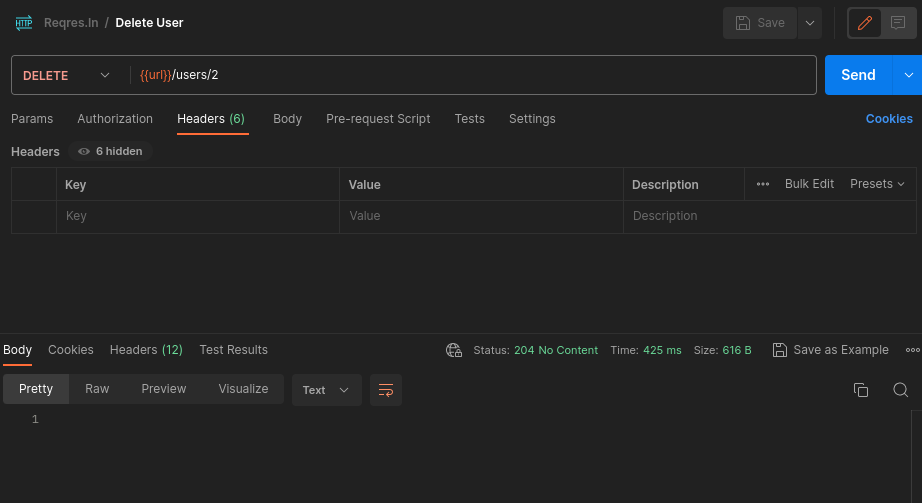 HTTP Reqres.In / Delete User Save
DELETE {{url}}/users/2 Send
Params Authorization Headers (6) Body Pre-request Script Tests Settings Cookies
Headers 6 hidden
Key Value Description ••• Bulk Edit Presets
Key Value Description
Body Cookies Headers (12) Test Results Status: 204 No Content Time: 425 ms Size: 616 B Save as Example
Pretty Raw Preview Visualize Text
1